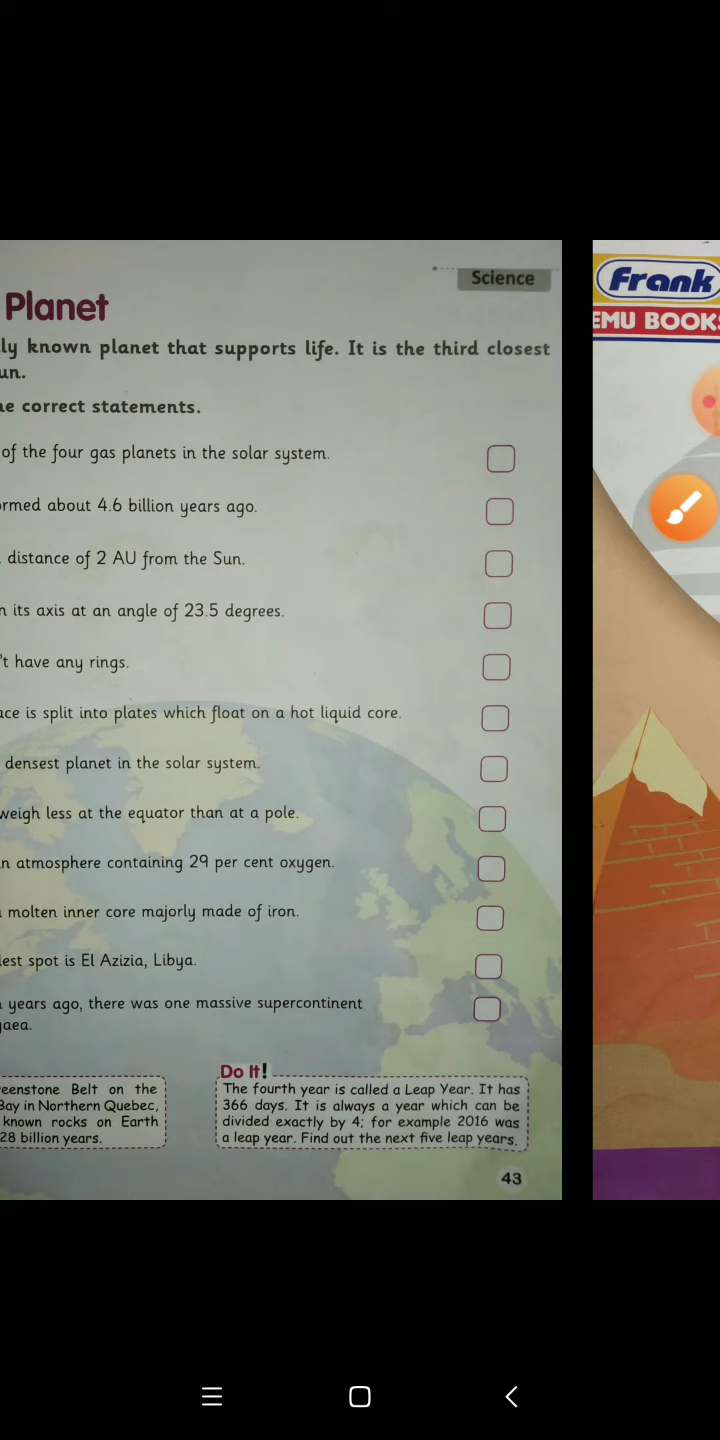 Science
Planet
known planet that supports life. It is the third closest
correct statements.
of the four gas planets in the solar system.
about 4.6 billion years ago.
distance of 2 AU from the Sun.
its axis at an angle of 23.5 degrees.
have any rings.
is split into plates which float on a hot liquid core.
densest planet in the solar system.
weigh less at the equator than at a pole.
atmosphere containing 29 per cent oxygen.
molten inner core majorly made of iron.
spot is El Azizia, Libya.
years ago, there was one massive supercontinent
Belt on the
Bay in Northern Quebec,
known rocks on Earth
28 billion years.
Do It!
The fourth year is called a Leap Year. It has
366 days. It is always a year which can be
divided exactly by 4; for example 2016 was
a leap year. Find out the next five leap years.
43
Frank
EMU BOOKS